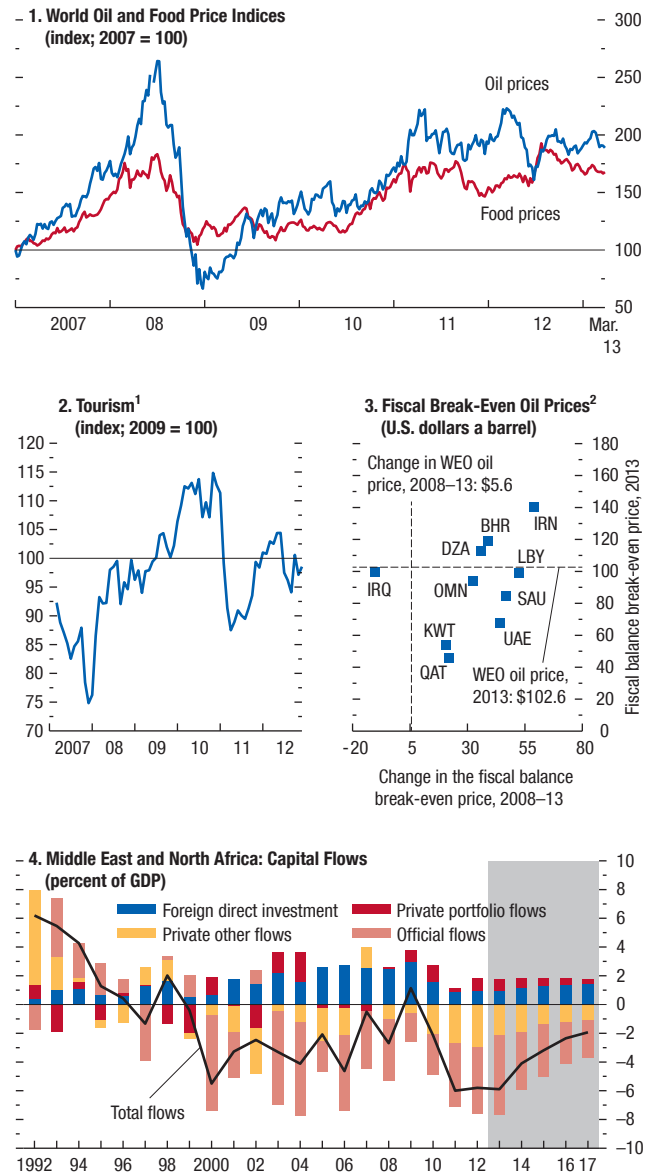 1. World Oil and Food Price Indices
(index; 2007 = 100)
300
250
200
150
100
50
Oil prices
Food prices
2007 08 09 10 11 12 Mar.
13
2. Tourism¹
(index; 2009 = 100)
120
115
110
105
100
95
90
85
80
75
70
2007 08 09 10 11 12
3. Fiscal Break-Even Oil Prices²
(U.S. dollars a barrel)
Change in WEO oil
price, 2008–13: $5.6
IRN
BHR
DZA
LBY
IRQ
OMN
SAU
KWT
UAE
QAT
WEO oil price,
2013: $102.6
180
160
140
120
100
80
60
40
20
0
Fiscal balance break-even price, 2013
-20 5 30 55 80
Change in the fiscal balance
break-even price, 2008–13
4. Middle East and North Africa: Capital Flows
(percent of GDP)
Foreign direct investment
Private portfolio flows
Private other flows
Official flows
Total flows
10
8
6
4
2
0
–2
–4
–6
–8
–10
1992 94 96 98 2000 02 04 06 08 10 12 14 16 17